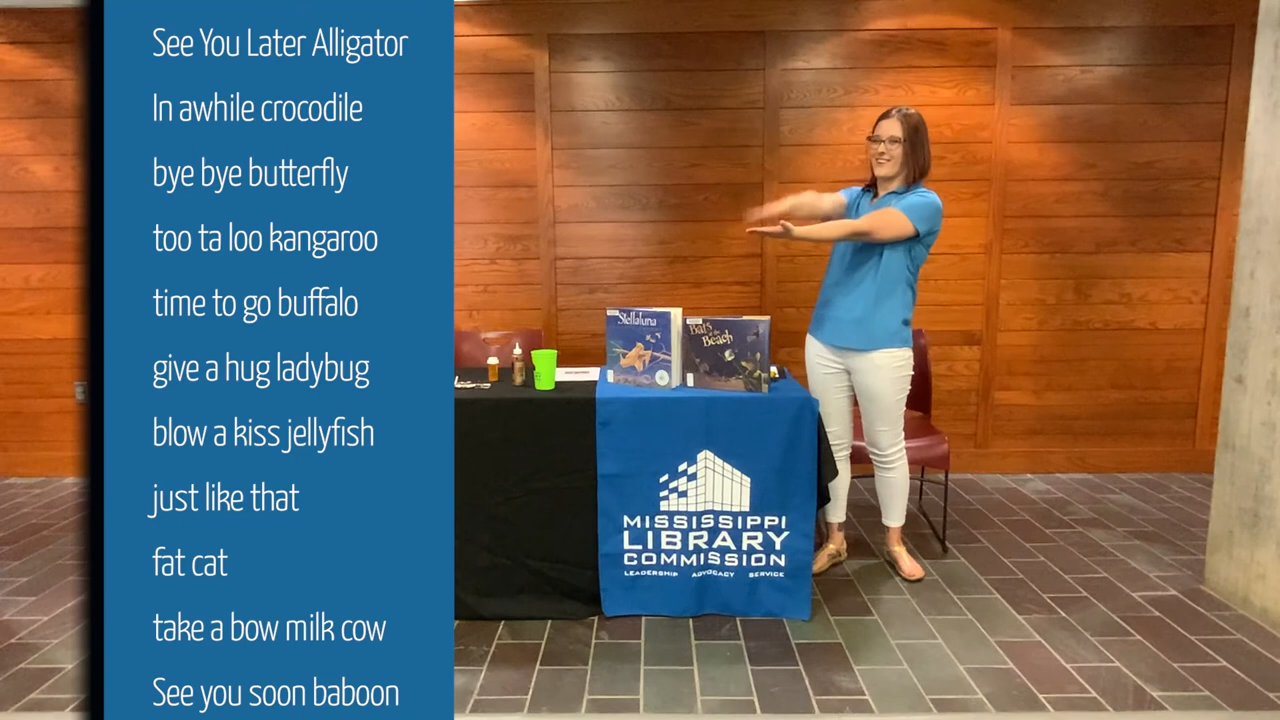 See You Later Alligator
In awhile crocodile
bye bye butterfly
too ta loo kangaroo
time to go buffalo
give a hug ladybug
blow a kiss jellyfish
just like that
fat cat
take a bow milk cow
See you soon baboon
Stellaluna
Bats
at the
Beach
MISSISSIPPI
LIBRARY
COMMISSION
LEADERSHIP ADVOCACY SERVICE